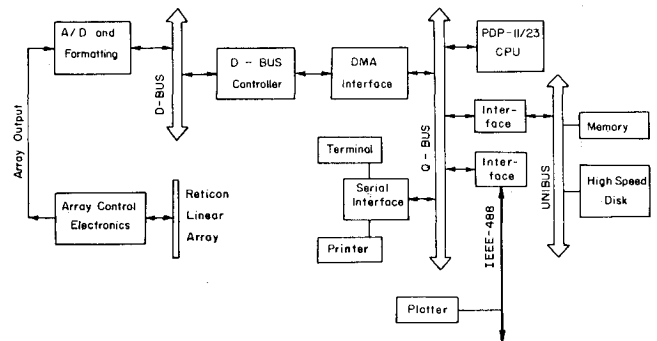 A/D and
Formatting
D-BUS
D - BUS
Controller
DMA
Interface
Q-BUS
PDP-11/23
CPU
Inter-
face
Inter-
face
UNIBUS
Memory
High Speed
Disk
Array Output
Array Control
Electronics
Reticon
Linear
Array
Terminal
Serial
Interface
Printer
IEEE-488
Plotter